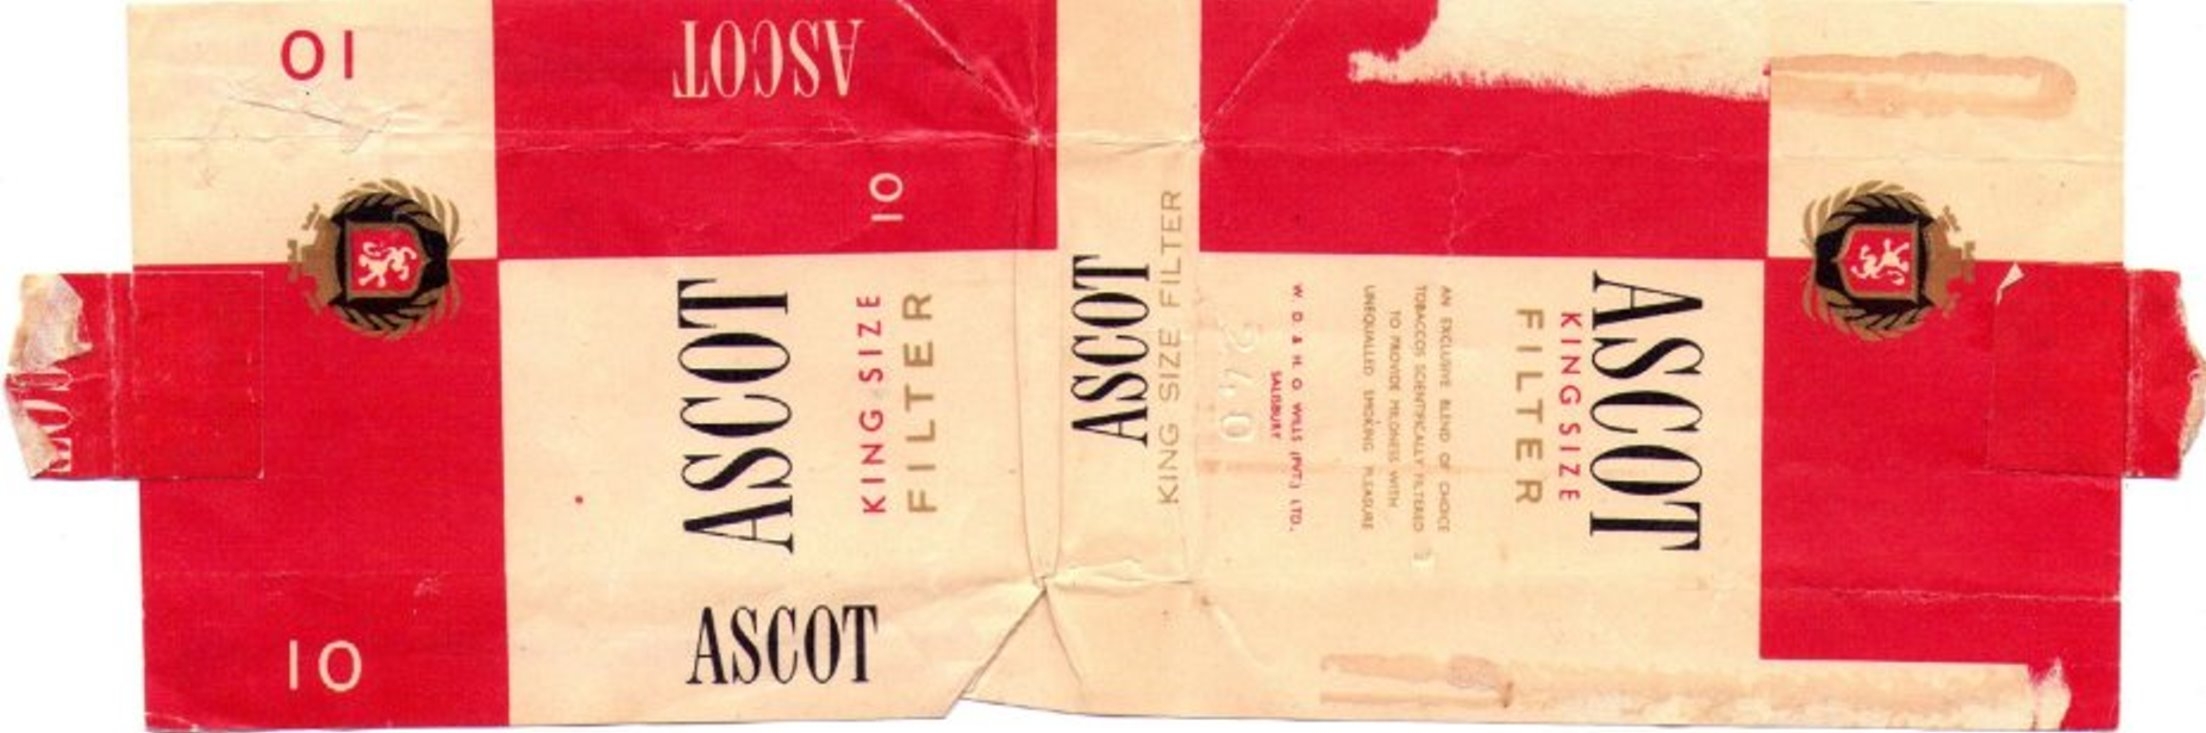 10
ASCOT
10
ASCOT
KING SIZE
FILTER
ASCOT
10
ASCOT
KING SIZE FILTER
ASCOT
KING SIZE
FILTER
AN EXCLUSIVE BLEND OF CHOICE
TOBACCOS SCIENTIFICALLY FILTERED
TO PROVIDE MILDNESS WITH
UNEQUALLED SMOKING PLEASURE
W. D. & H. O. WILLS (PVT.) LTD.
SALISBURY